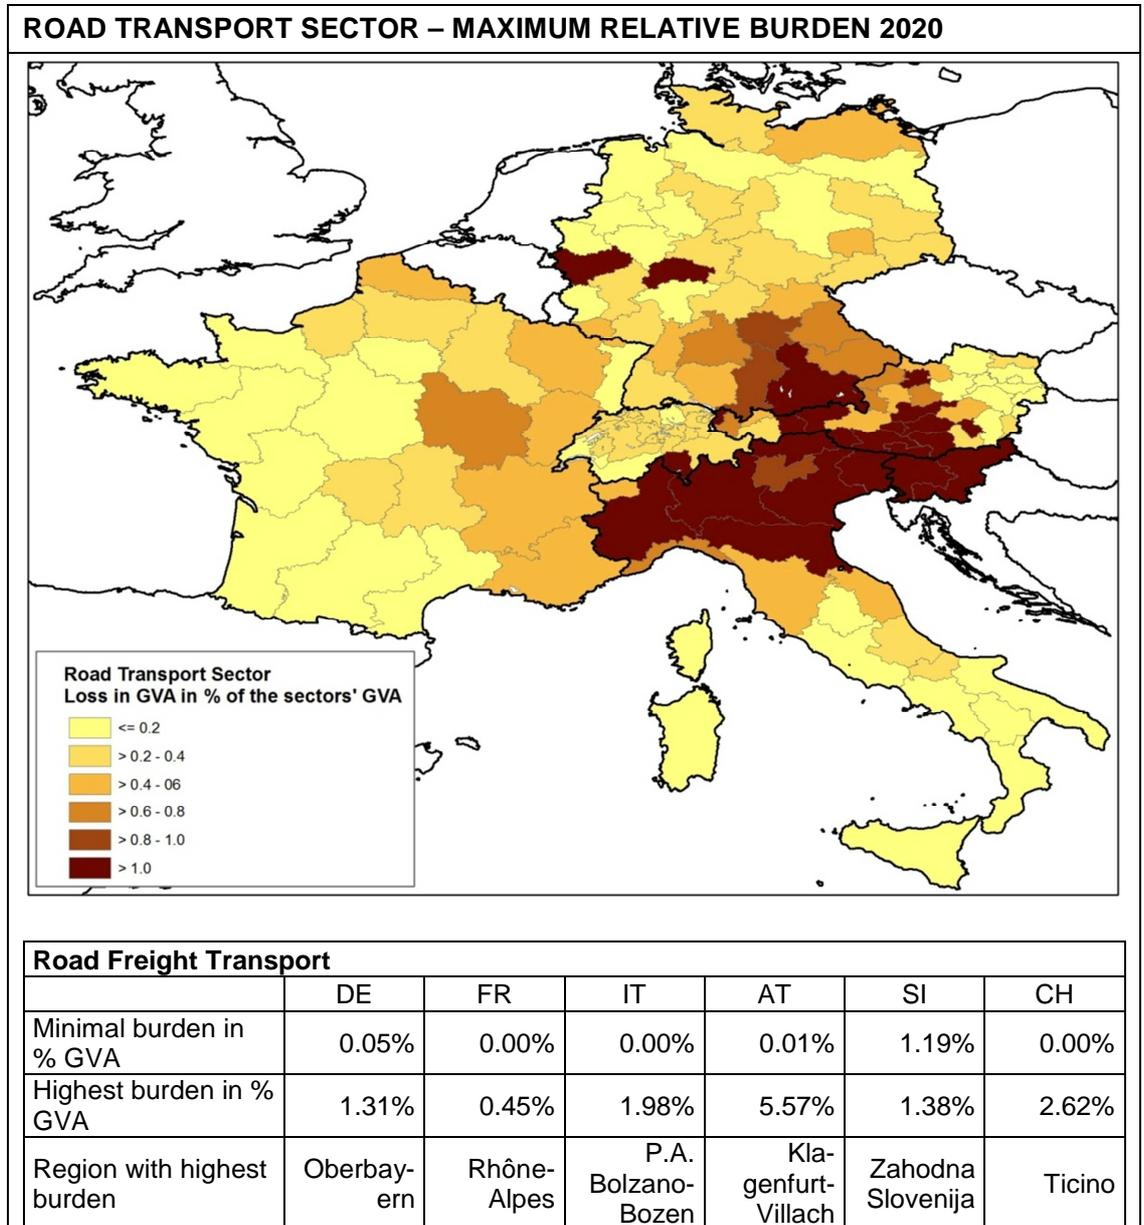 ROAD TRANSPORT SECTOR – MAXIMUM RELATIVE BURDEN 2020
Road Transport Sector
Loss in GVA in % of the sectors' GVA
<= 0.2
> 0.2 - 0.4
> 0.4 - 06
> 0.6 - 0.8
> 0.8 - 1.0
> 1.0
Road Freight Transport
DE FR IT AT SI CH
Minimal burden in
% GVA
0.05% 0.00% 0.00% 0.01% 1.19% 0.00%
Highest burden in %
GVA
1.31% 0.45% 1.98% 5.57% 1.38% 2.62%
Region with highest
burden
Oberbay-
ern
Rhône-
Alpes
P.A.
Bolzano-
Bozen
Kla-
genfurt-
Villach
Zahodna
Slovenija
Ticino